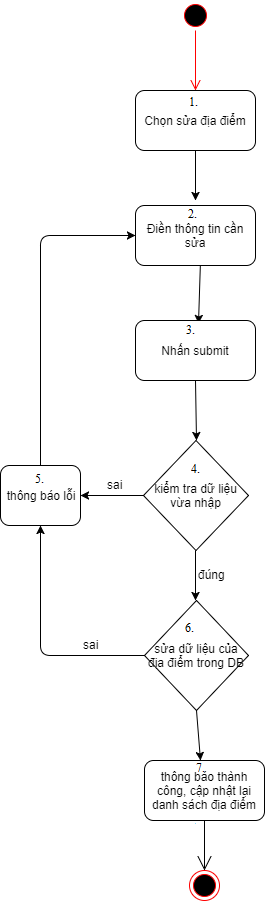 1.
Chọn sửa địa điểm
2.
Điền thông tin cần
sửa
3.
Nhấn submit
4.
kiểm tra dữ liệu
vừa nhập
sai
5.
thông báo lỗi
đúng
6.
sửa dữ liệu của
địa điểm trong DB
sai
7.
thông báo thành
công, cập nhật lại
danh sách địa điểm